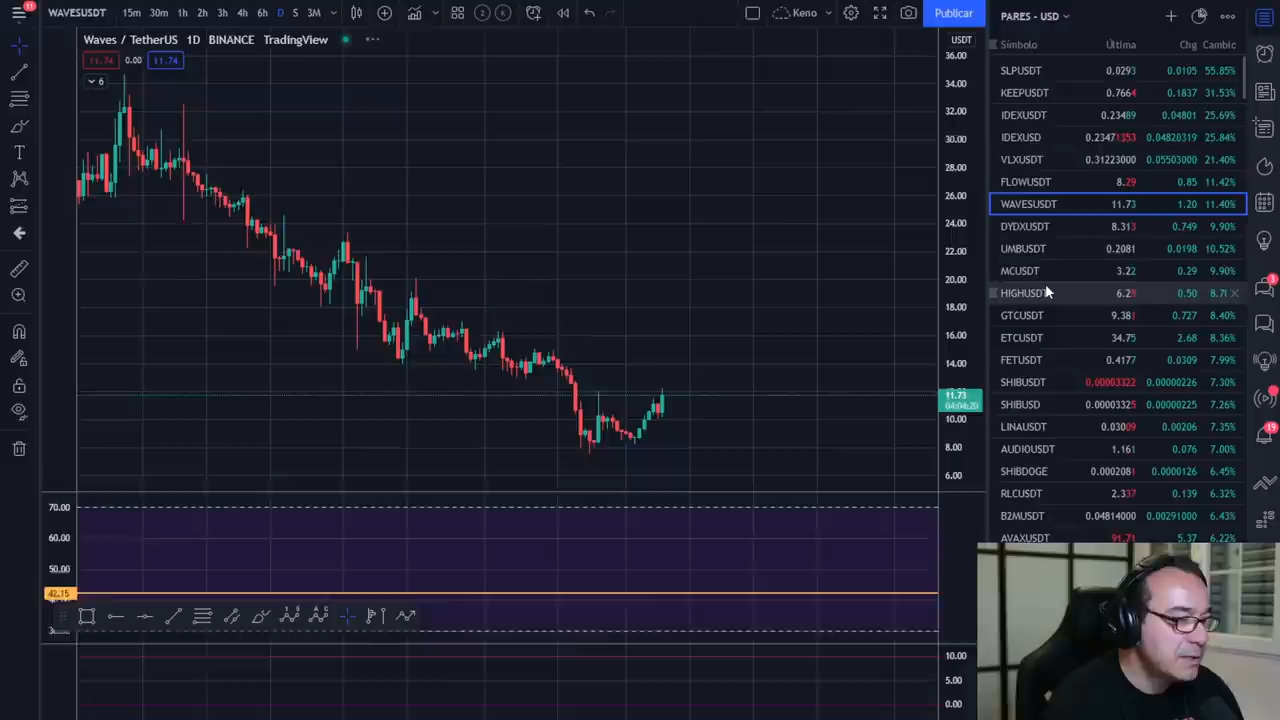 11
WAVESUSDT 15m 30m 1h 2h 3h 4h 6h D S 3M
2 K
Keno
Publicar
PARES - USD
Waves / TetherUS 1D BINANCE TradingView
USDT
11.74 0.00 11.74
6
36.00
34.00
32.00
30.00
28.00
26.00
24.00
22.00
20.00
18.00
16.00
14.00
11.73
04:04:20
10.00
8.00
6.00
70.00
60.00
50.00
42.15
10.00
5.00
0.00
Símbolo Última Chg Cambic
SLPUSDT 0.0293 0.0105 55.85%
KEEPUSDT 0.7664 0.1837 31.53%
IDEXUSDT 0.23489 0.04801 25.69%
IDEXUSD 0.23471353 0.04820319 25.84%
VLXUSDT 0.31223000 0.05503000 21.40%
FLOWUSDT 8.29 0.85 11.42%
WAVESUSDT 11.73 1.20 11.40%
DYDXUSDT 8.313 0.749 9.90%
UMBUSDT 0.2081 0.0198 10.52%
MCUSDT 3.22 0.29 9.90%
HIGHUSDT 0.50
GTCUSDT 9.381 0.727 8.40%
ETCUSDT 34.75 2.68 8.36%
FETUSDT 0.4177 0.0309 7.99%
SHIBUSDT 0.00003322 0.00000226 7.30%
SHIBUSD 0.00003325 0.00000225 7.26%
LINAUSDT 0.03009 0.00206 7.35%
AUDIOUSDT 1.161 0.076 7.00%
SHIBDOGE 0.0002081 0.0000126 6.45%
RLCUSDT 2.337 0.139 6.32%
B2MUSDT 0.04814000 0.00291000 6.43%
AVAXUSDT 91.71 5.37 6.22%
3
19